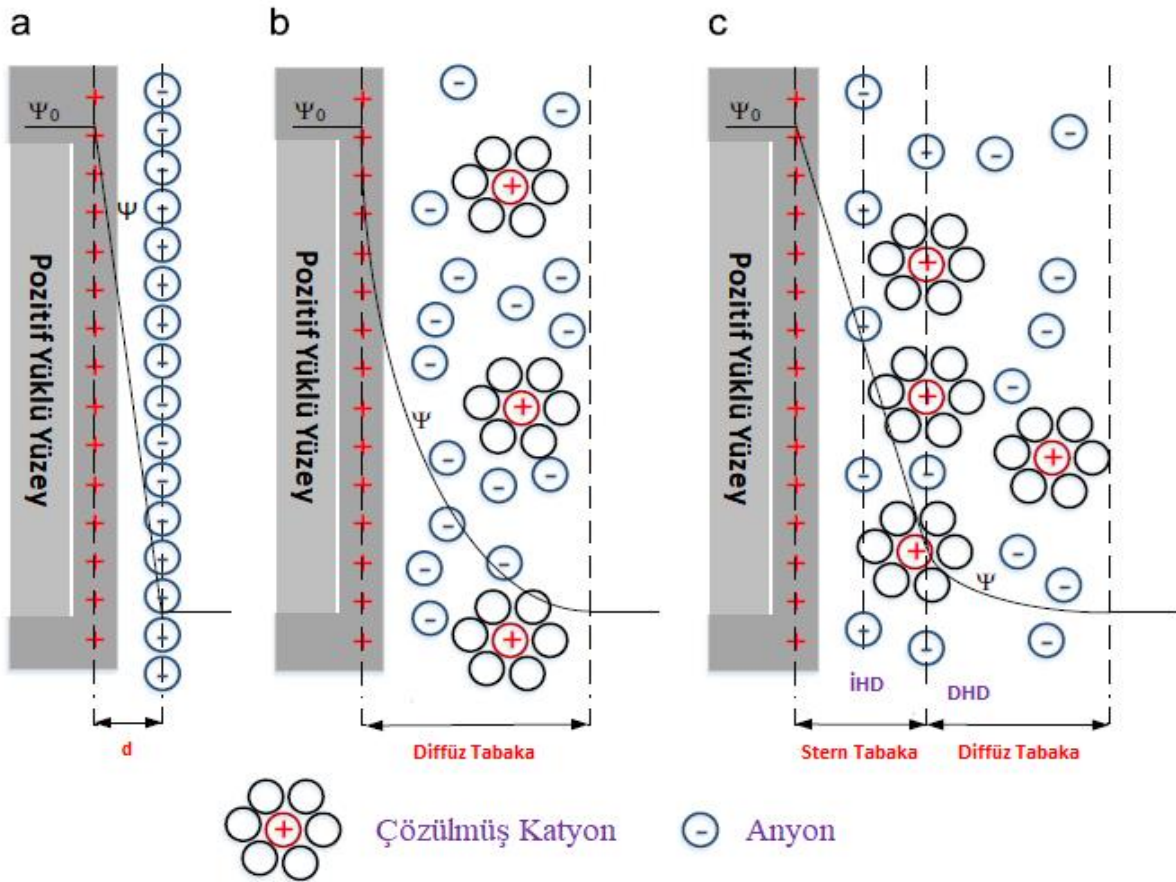 a
b
c
Ψ0
Ψ
Pozitif Yüklü Yüzey
d
Ψ0
Ψ
Pozitif Yüklü Yüzey
Diffüz Tabaka
Ψ0
Ψ
Pozitif Yüklü Yüzey
İHD
DHD
Stern Tabaka
Diffüz Tabaka
Çözülmüş Katyon
Anyon